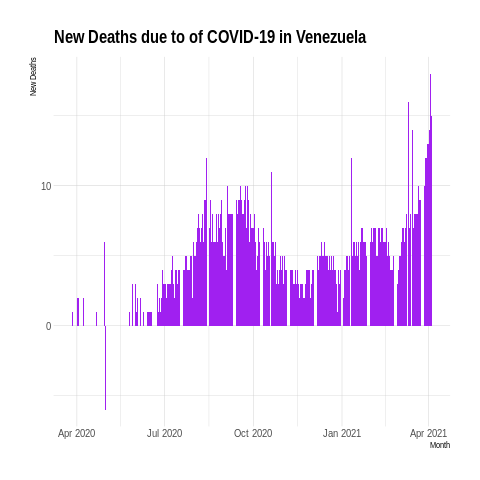 New Deaths due to of COVID-19 in Venezuela
New Deaths
10
0
Apr 2020 Jul 2020 Oct 2020 Jan 2021 Apr 2021
Month